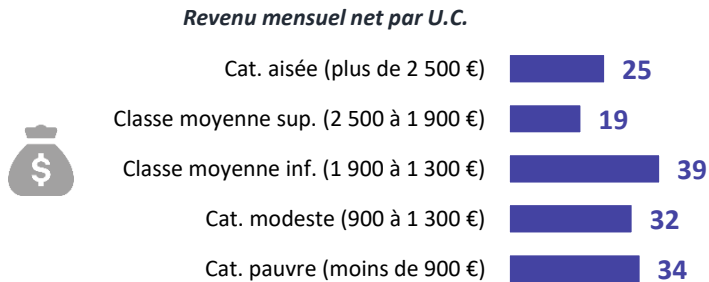 Revenu mensuel net par U.C.
Cat. aisée (plus de 2 500 €) 25
Classe moyenne sup. (2 500 à 1 900 €) 19
Classe moyenne inf. (1 900 à 1 300 €) 39
Cat. modeste (900 à 1 300 €) 32
Cat. pauvre (moins de 900 €) 34
$